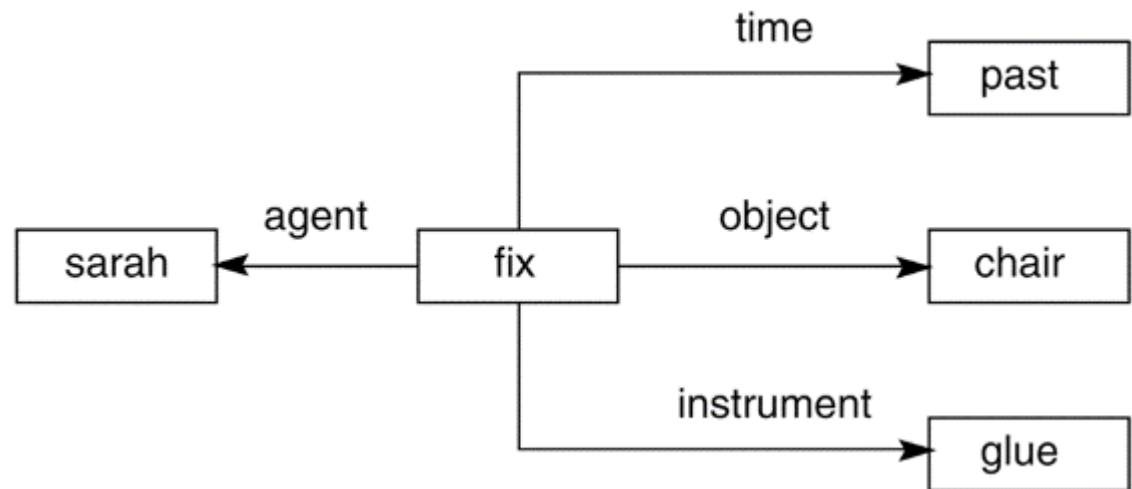 time
past
agent
object
sarah
fix
chair
instrument
glue